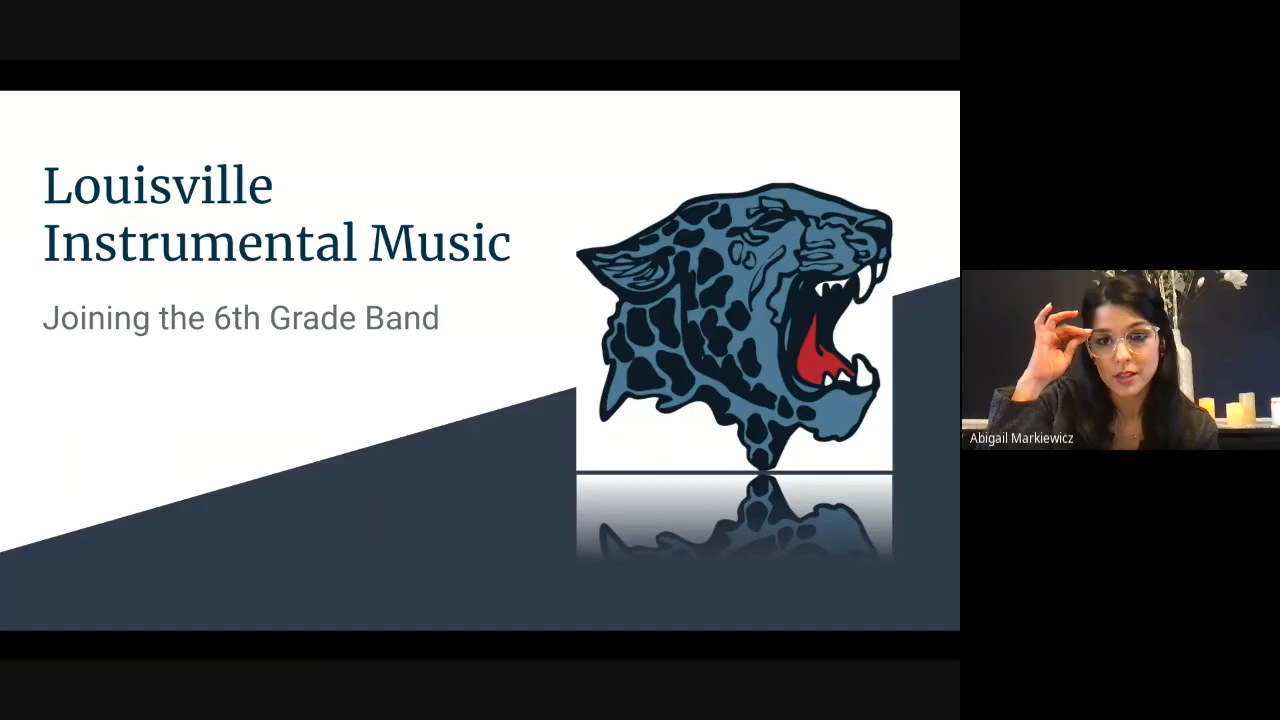 Louisville
Instrumental Music
Joining the 6th Grade Band
Abigail Markiewicz